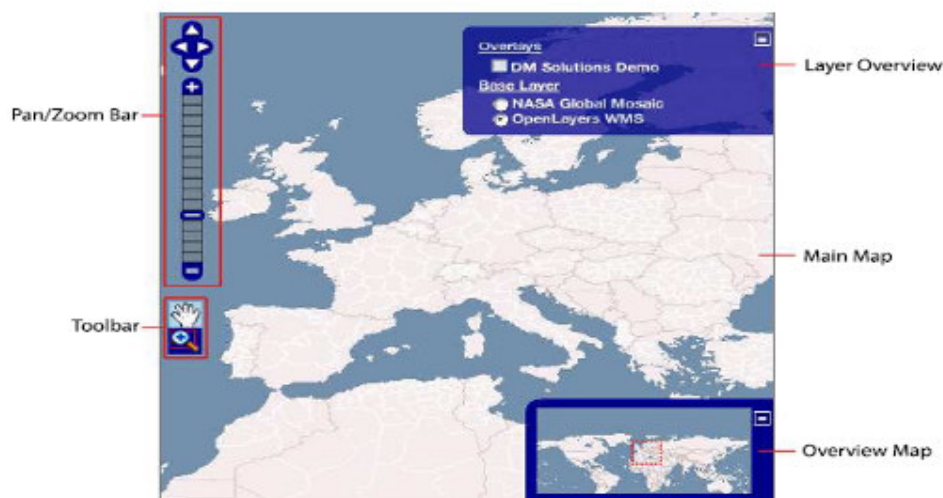 Pan/Zoom Bar
Toolbar
Overlays
DM Solutions Demo
Base Layer
NASA Global Mosaic
OpenLayers WMS
Layer Overview
Main Map
Overview Map